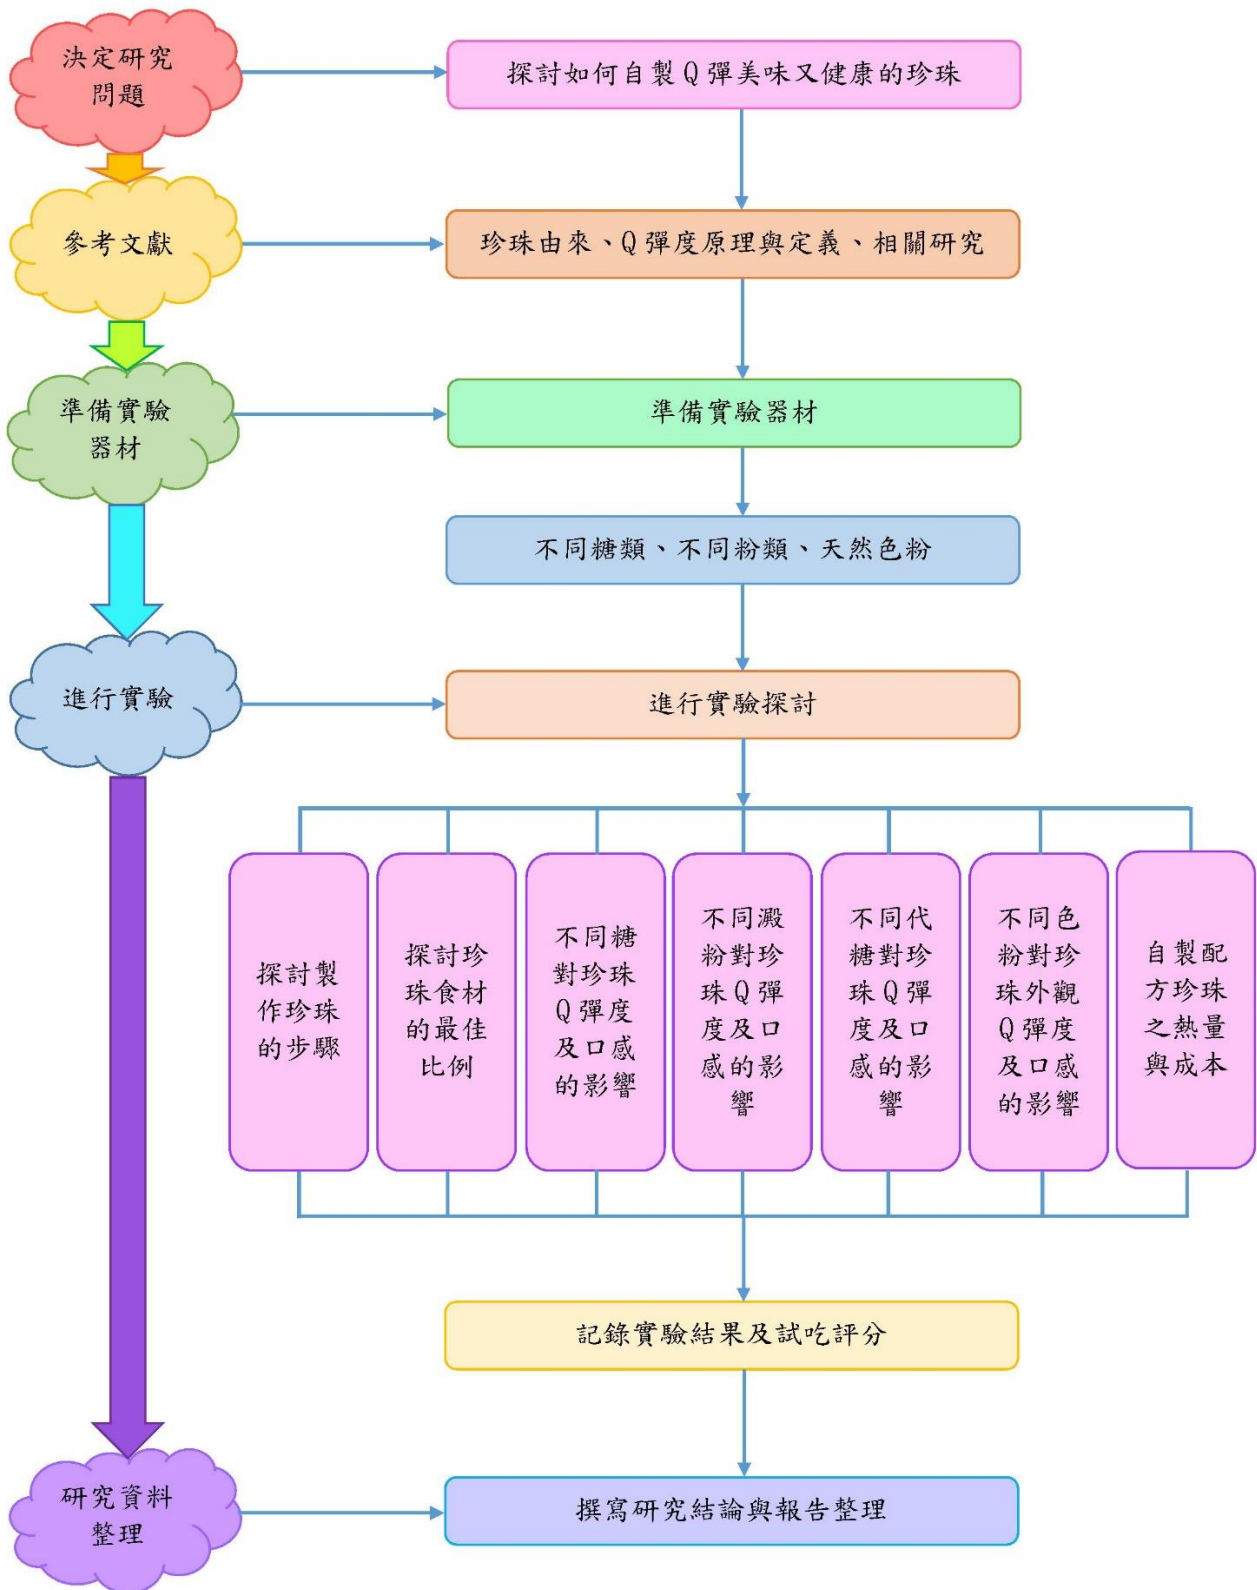 決定研究
問題
探討如何自製Q彈美味又健康的珍珠
參考文獻
珍珠由來、Q彈度原理與定義、相關研究
準備實驗
器材
準備實驗器材
不同糖類、不同粉類、天然色粉
進行實驗
進行實驗探討
探討製
作珍珠
的步驟
探討珍
珠食材
的最佳
比例
不同糖
對珍珠
Q彈度
及口感
的影響
不同澱
粉對珍
珠Q彈
度及口
感的影
響
不同代
糖對珍
珠Q彈
度及口
感的影
響
不同色
粉對珍
珠外觀
Q彈度
及口感
的影響
自製配
方珍珠
之熱量
與成本
記錄實驗結果及試吃評分
研究資料
整理
撰寫研究結論與報告整理